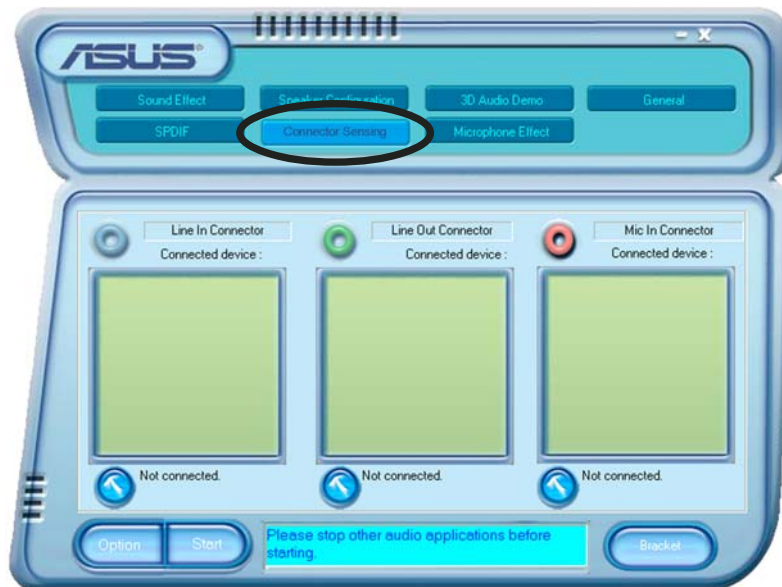 ASUS®
Sound Effect
Speaker Configuration
3D Audio Demo
General
SPDIF
Connector Sensing
Microphone Effect
Line In Connector
Connected device :
Line Out Connector
Connected device :
Mic In Connector
Connected device :
Not connected.
Not connected.
Not connected.
Option
Start
Please stop other audio applications before
starting.
Bracket